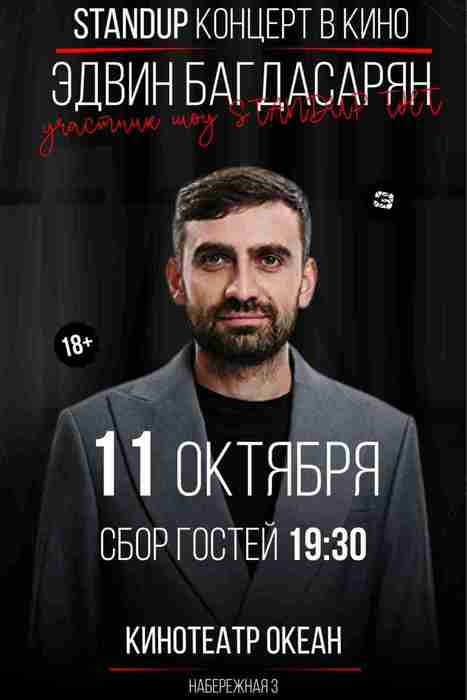 STANDUP КОНЦЕРТ В КИНО
ЭДВИН БАГДАСАРЯН
участник шоу STANDUP ТНТ
18+
11 ОКТЯБРЯ
СБОР ГОСТЕЙ 19:30
КИНОТЕАТР ОКЕАН
НАБЕРЕЖНАЯ 3